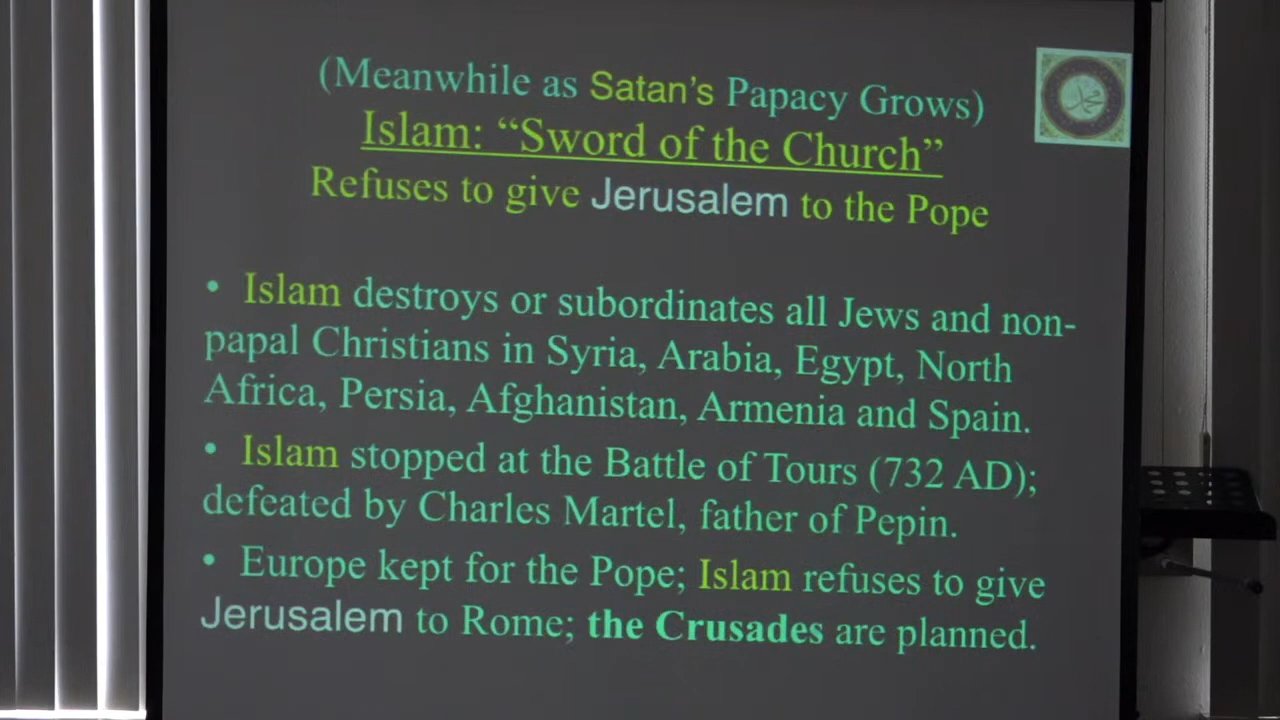 (Meanwhile as Satan's Papacy Grows)
Islam: “Sword of the Church”
Refuses to give Jerusalem to the Pope
• Islam destroys or subordinates all Jews and non-
papal Christians in Syria, Arabia, Egypt, North
Africa, Persia, Afghanistan, Armenia and Spain.
• Islam stopped at the Battle of Tours (732 AD);
defeated by Charles Martel, father of Pepin.
• Europe kept for the Pope; Islam refuses to give
Jerusalem to Rome; the Crusades are planned.